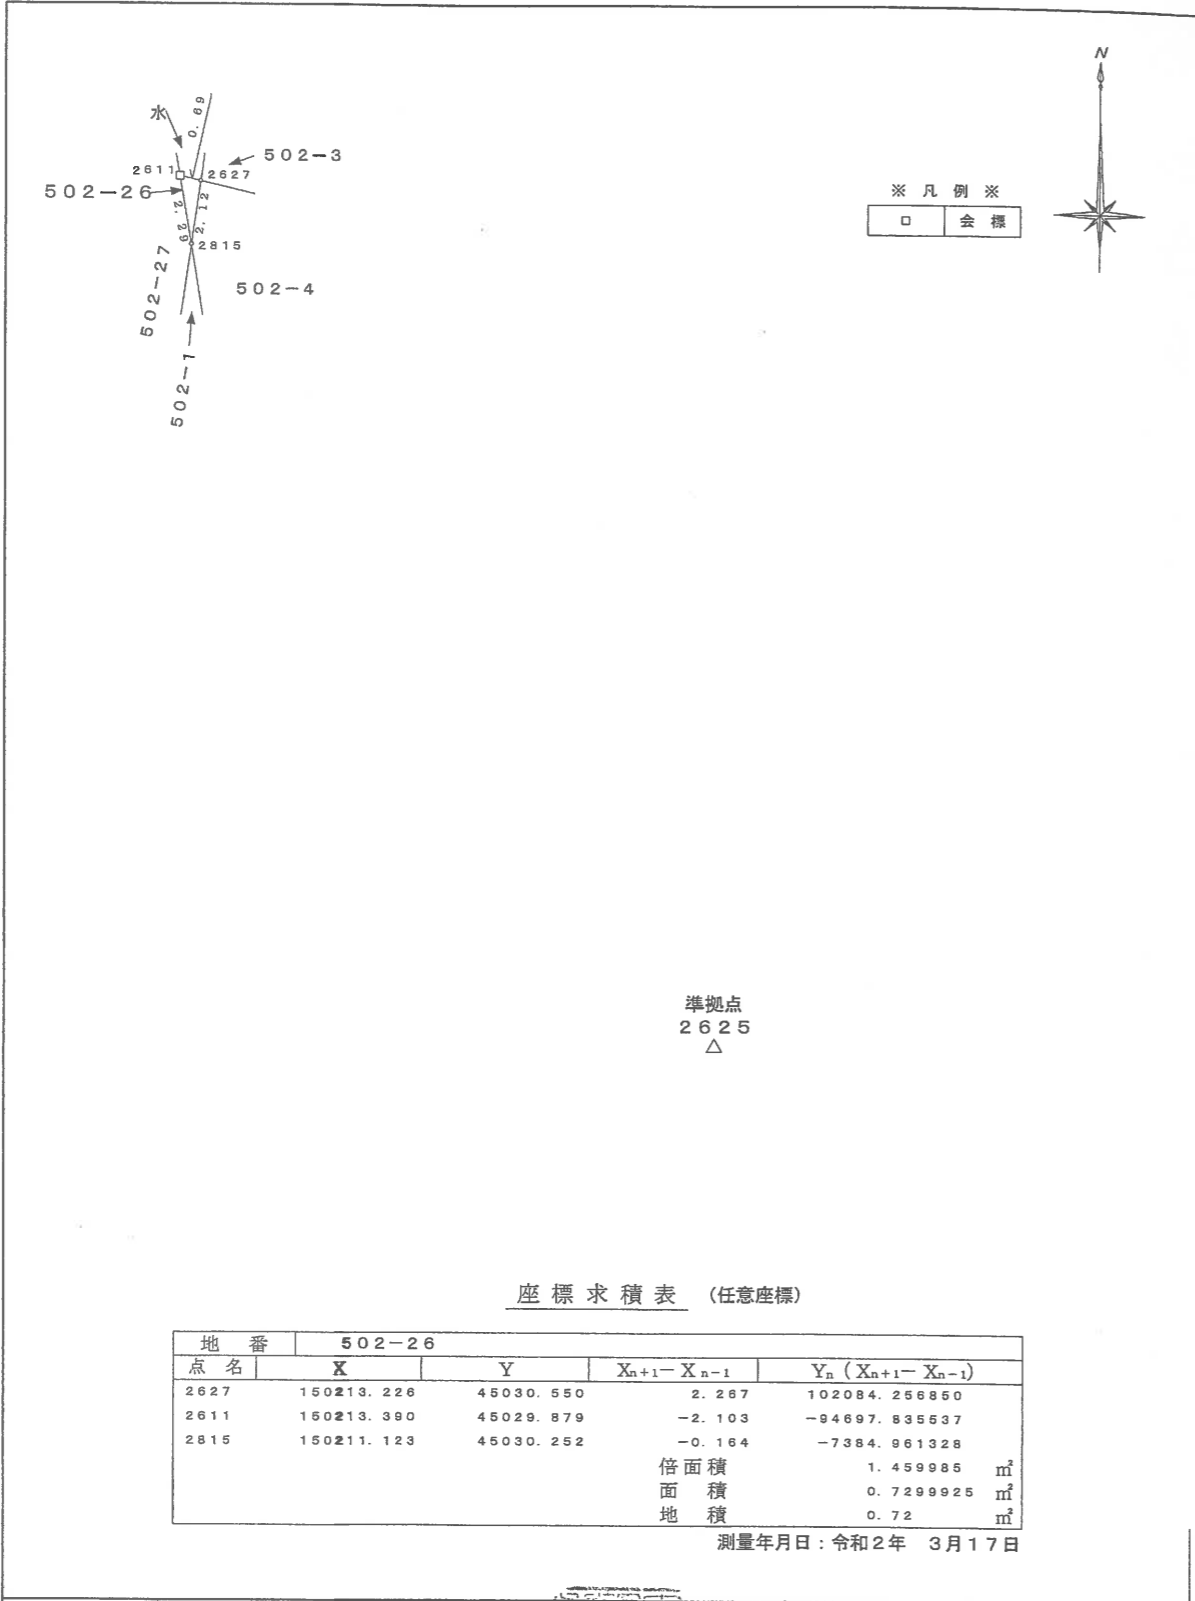 N
水
0.69
502-3
2611
2627
502-26
2.29
2.12
2815
502-27
502-4
502-1
※ 凡 例 ※
□ 会 標
準拠点
2625
△
座標求積表 (任意座標)
地 番 502-26
点 名 X Y Xn+1-Xn-1 Yn(Xn+1-Xn-1)
2627 150213.226 45030.550 2.267 102084.256850
2611 150213.390 45029.879 -2.103 -94697.835537
2815 150211.123 45030.252 -0.164 -7384.961328
倍面積 1.459985 ㎡
面 積 0.7299925 ㎡
地 積 0.72 ㎡
測量年月日:令和2年 3月17日